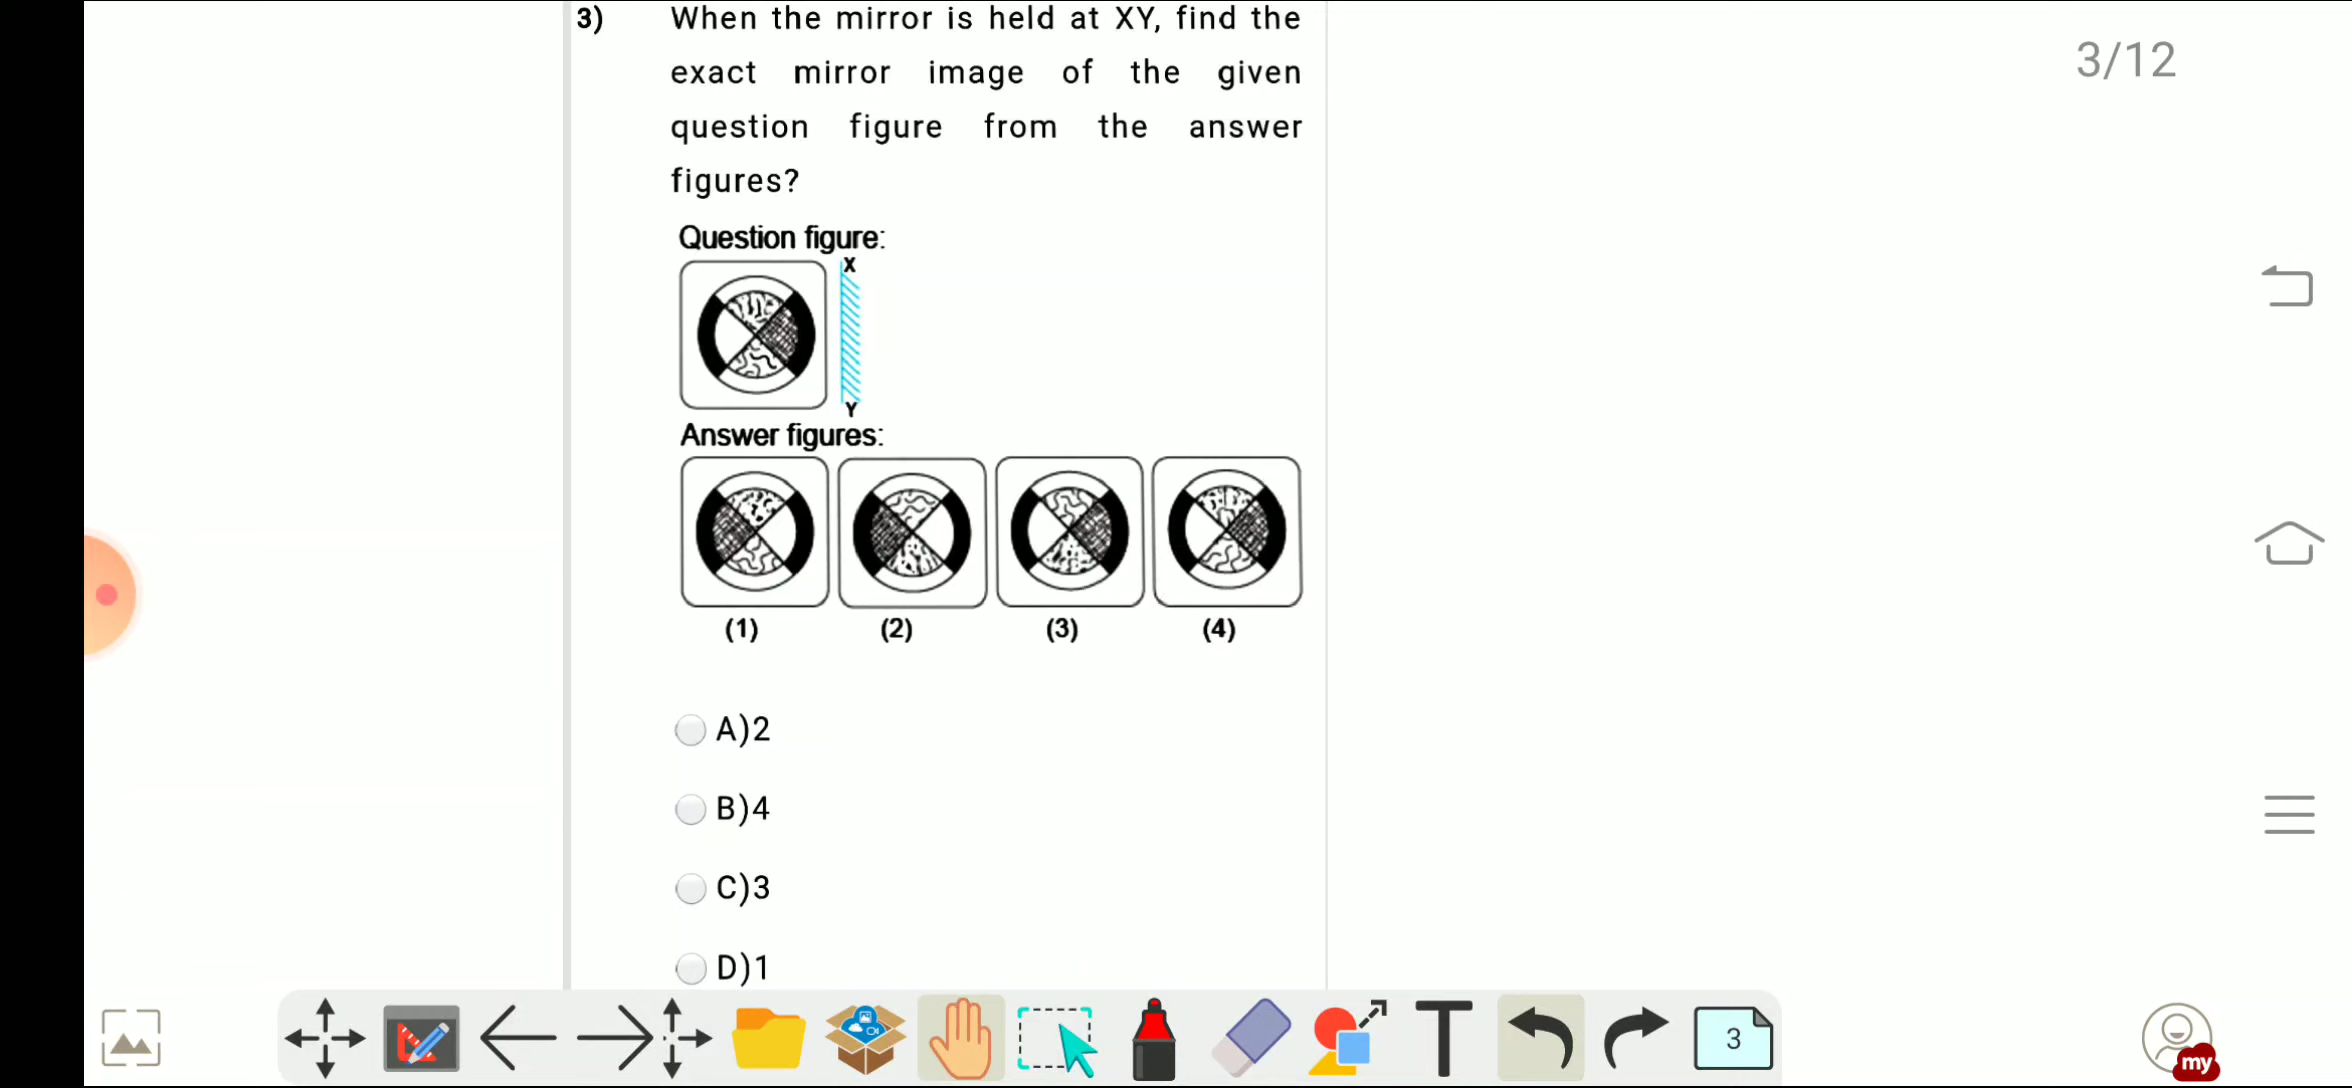 3) When the mirror is held at XY, find the
exact mirror image of the given
question figure from the answer
figures?
3/12
Question figure:
X
Y
Answer figures:
(1) (2) (3) (4)
A)2
B)4
C)3
D)1
T
3
my